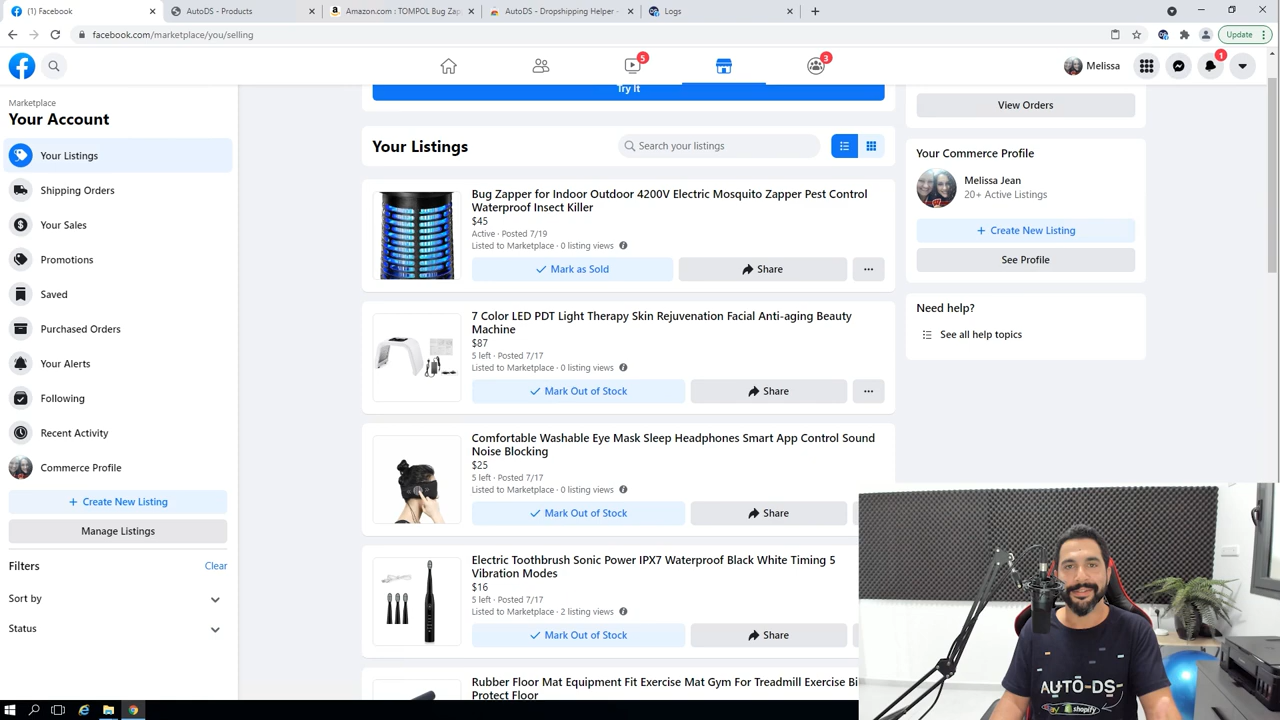 (1) Facebook
AutoDS - Products
Amazon.com : TOMPOL Bug Zap
AutoDS - Dropshipping Helper -
Logs
facebook.com/marketplace/you/selling
Update
5
3
Melissa
1
Marketplace
Your Account
Your Listings
Shipping Orders
Your Sales
Promotions
Saved
Purchased Orders
Your Alerts
Following
Recent Activity
Commerce Profile
+ Create New Listing
Manage Listings
Filters
Clear
Sort by
Status
Try It
Your Listings
Search your listings
Bug Zapper for Indoor Outdoor 4200V Electric Mosquito Zapper Pest Control
Waterproof Insect Killer
$45
Active · Posted 7/19
Listed to Marketplace · 0 listing views
Mark as Sold
Share
7 Color LED PDT Light Therapy Skin Rejuvenation Facial Anti-aging Beauty
Machine
$87
5 left · Posted 7/17
Listed to Marketplace · 0 listing views
Mark Out of Stock
Share
Comfortable Washable Eye Mask Sleep Headphones Smart App Control Sound
Noise Blocking
$25
5 left · Posted 7/17
Listed to Marketplace · 0 listing views
Mark Out of Stock
Share
Electric Toothbrush Sonic Power IPX7 Waterproof Black White Timing 5
Vibration Modes
$16
5 left · Posted 7/17
Listed to Marketplace · 2 listing views
Mark Out of Stock
Share
Rubber Floor Mat Equipment Fit Exercise Mat Gym For Treadmill Exercise Bi
Protect Floor
View Orders
Your Commerce Profile
Melissa Jean
20+ Active Listings
+ Create New Listing
See Profile
Need help?
See all help topics
AUTO-DS
shopify